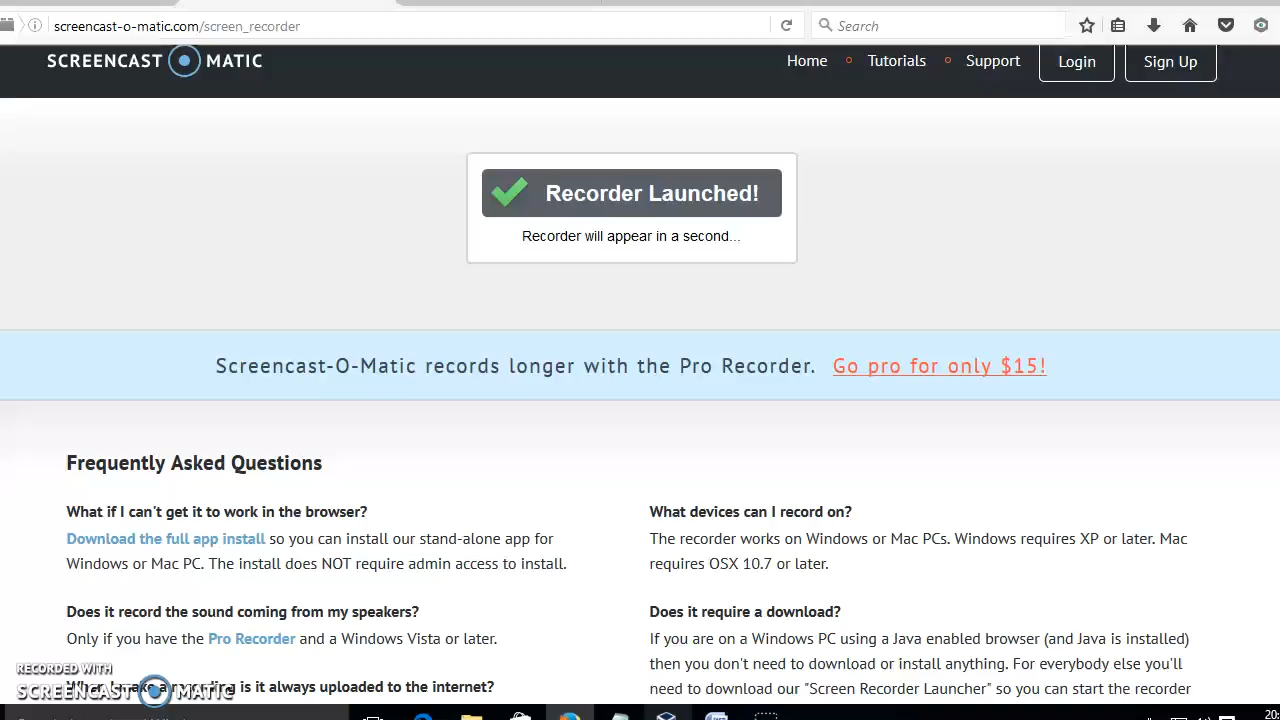 screencast-o-matic.com/screen_recorder
Search
SCREENCAST MATIC
Home Tutorials Support Login Sign Up
Recorder Launched!
Recorder will appear in a second...
Screencast-O-Matic records longer with the Pro Recorder. Go pro for only $15!
Frequently Asked Questions
What if I can't get it to work in the browser?
Download the full app install so you can install our stand-alone app for
Windows or Mac PC. The install does NOT require admin access to install.
Does it record the sound coming from my speakers?
Only if you have the Pro Recorder and a Windows Vista or later.
is it always uploaded to the internet?
What devices can I record on?
The recorder works on Windows or Mac PCs. Windows requires XP or later. Mac
requires OSX 10.7 or later.
Does it require a download?
If you are on a Windows PC using a Java enabled browser (and Java is installed)
then you don't need to download or install anything. For everybody else you'll
need to download our "Screen Recorder Launcher" so you can start the recorder
RECORDED WITH
SCREENCAST MATIC
20: